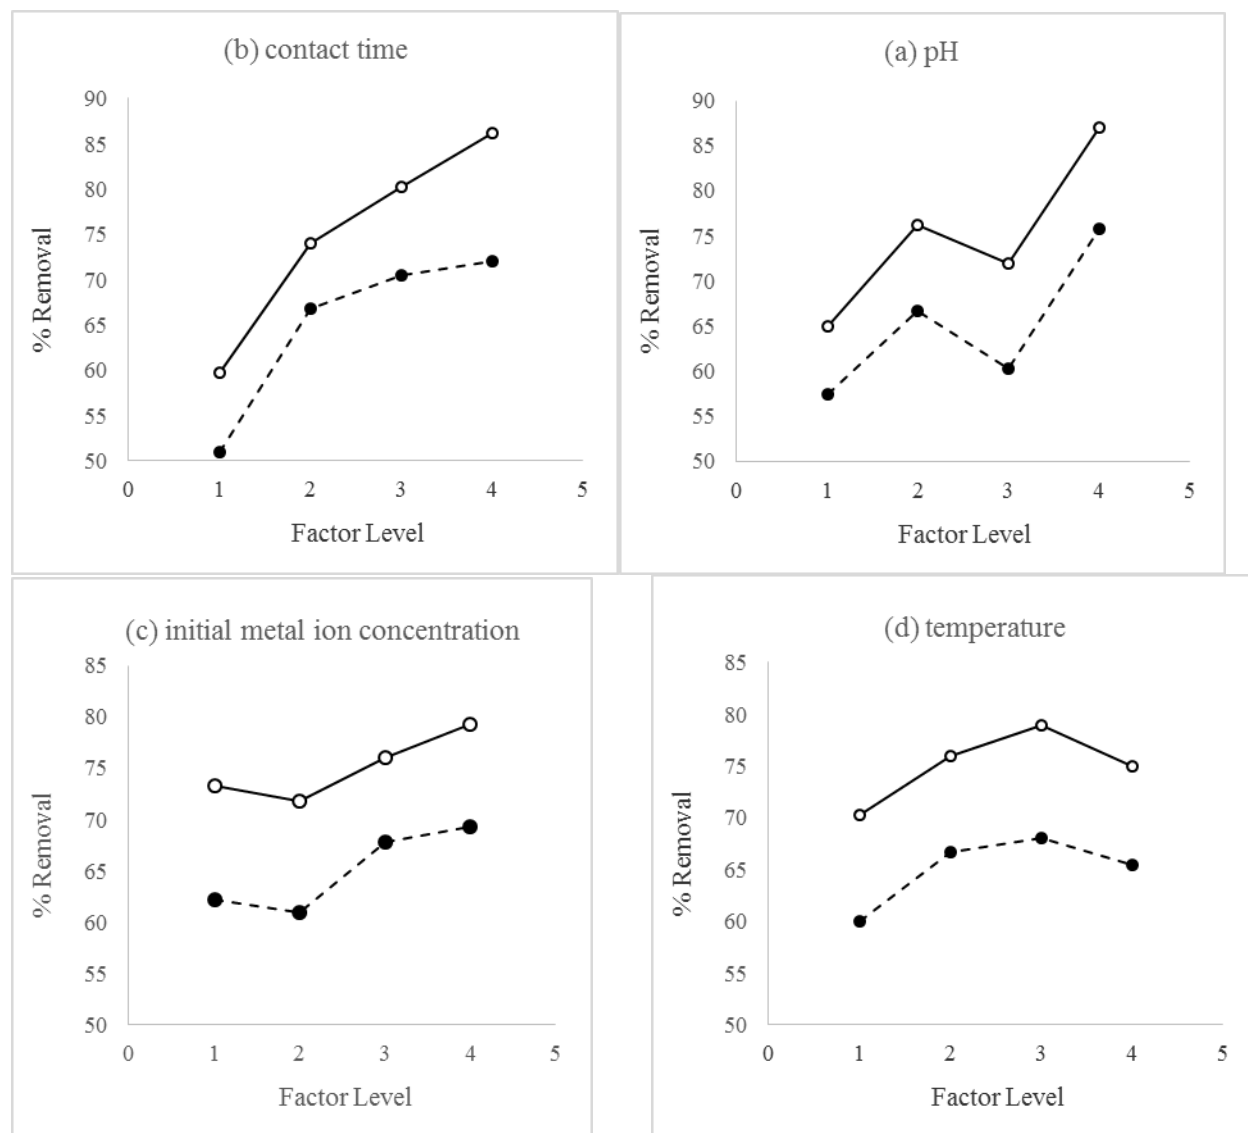 (b) contact time
90
85
80
75
70
65
60
55
50
% Removal
0 1 2 3 4 5
Factor Level
(a) pH
90
85
80
75
70
65
60
55
50
% Removal
0 1 2 3 4 5
Factor Level
(c) initial metal ion concentration
85
80
75
70
65
60
55
50
% Removal
0 1 2 3 4 5
Factor Level
(d) temperature
85
80
75
70
65
60
55
50
% Removal
0 1 2 3 4 5
Factor Level